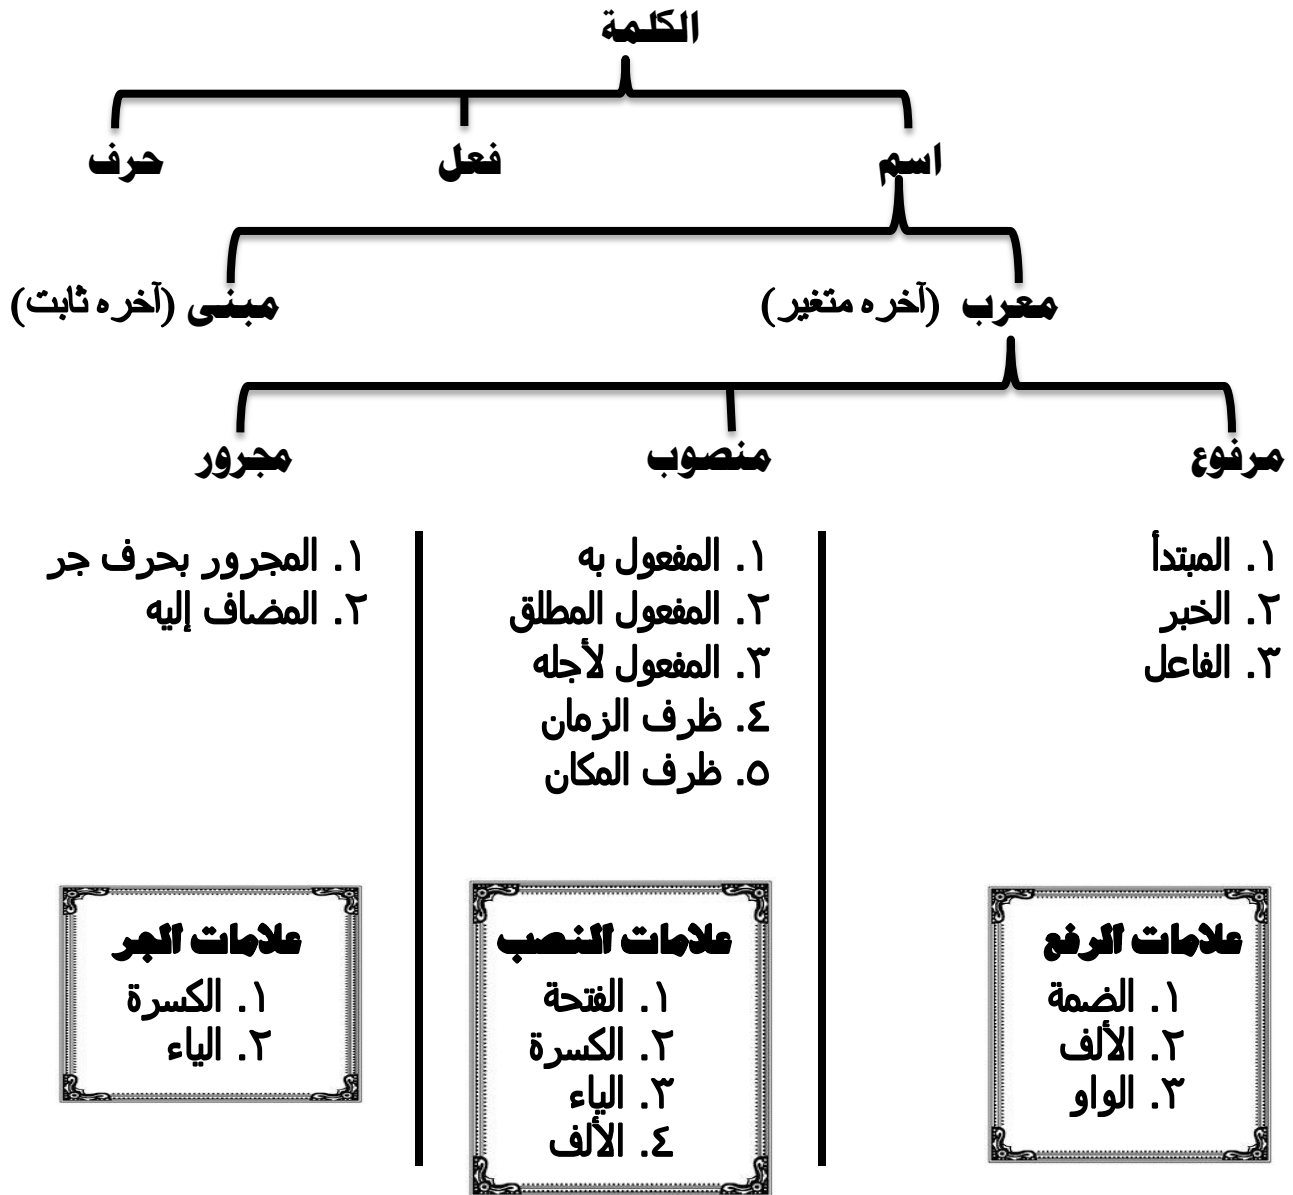 الكلمة
اسم فعل حرف
معرب (آخره متغير) مبنى (آخره ثابت)
مرفوع منصوب مجرور
١. المبتدأ
٢. الخبر
٣. الفاعل
١. المفعول به
٢. المفعول المطلق
٣. المفعول لأجله
٤. ظرف الزمان
٥. ظرف المكان
١. المجرور بحرف جر
٢. المضاف إليه
علامات الرفع
١. الضمة
٢. الألف
٣. الواو
علامات النصب
١. الفتحة
٢. الكسرة
٣. الياء
٤. الألف
علامات الجر
١. الكسرة
٢. الياء